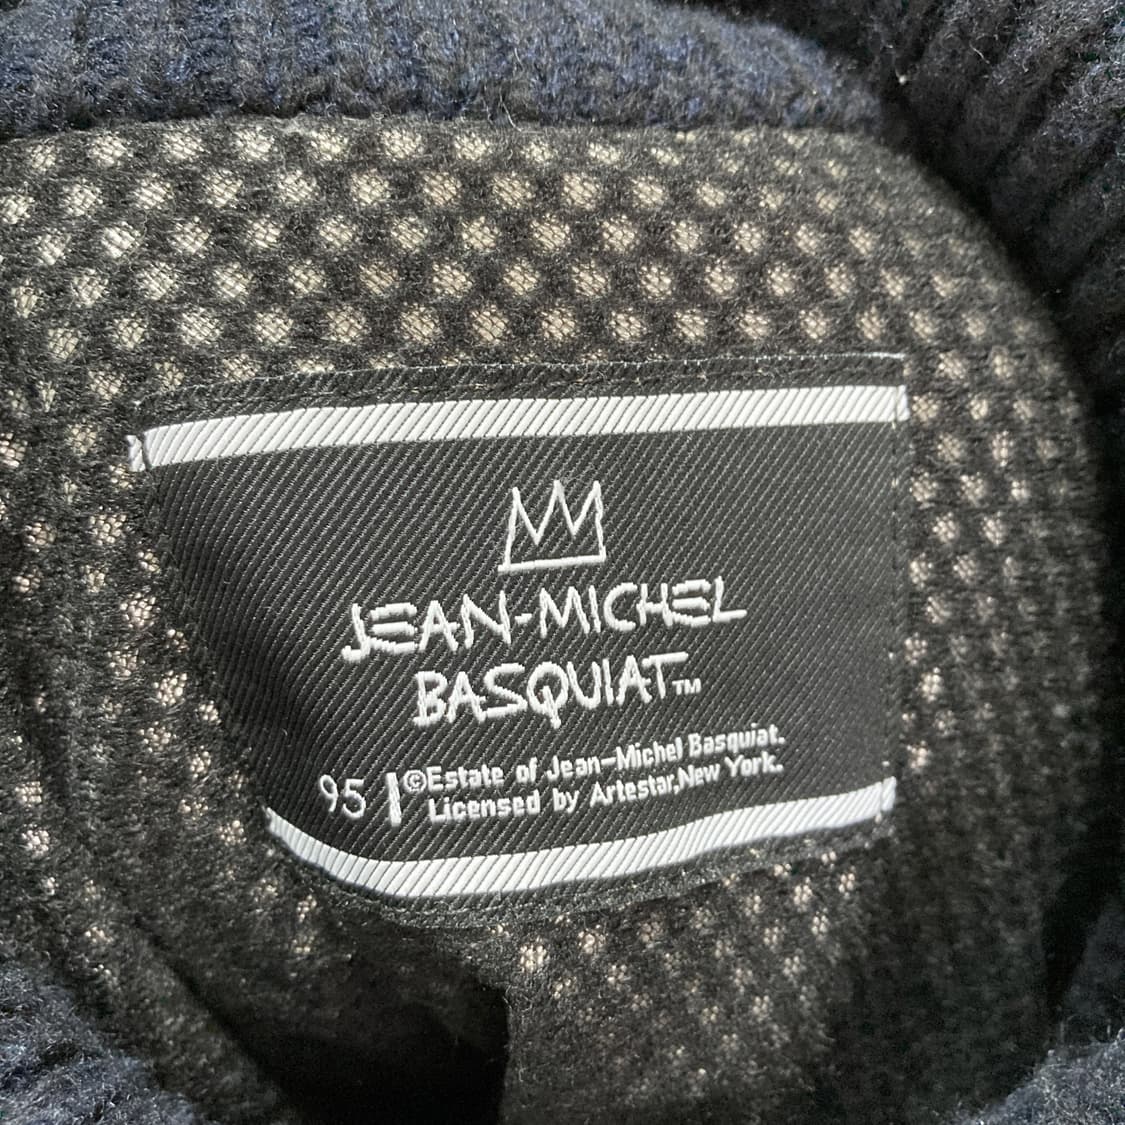 JEAN-MICHEL
BASQUIAT™
95 ©Estate of Jean-Michel Basquiat.
Licensed by Artestar,New York.